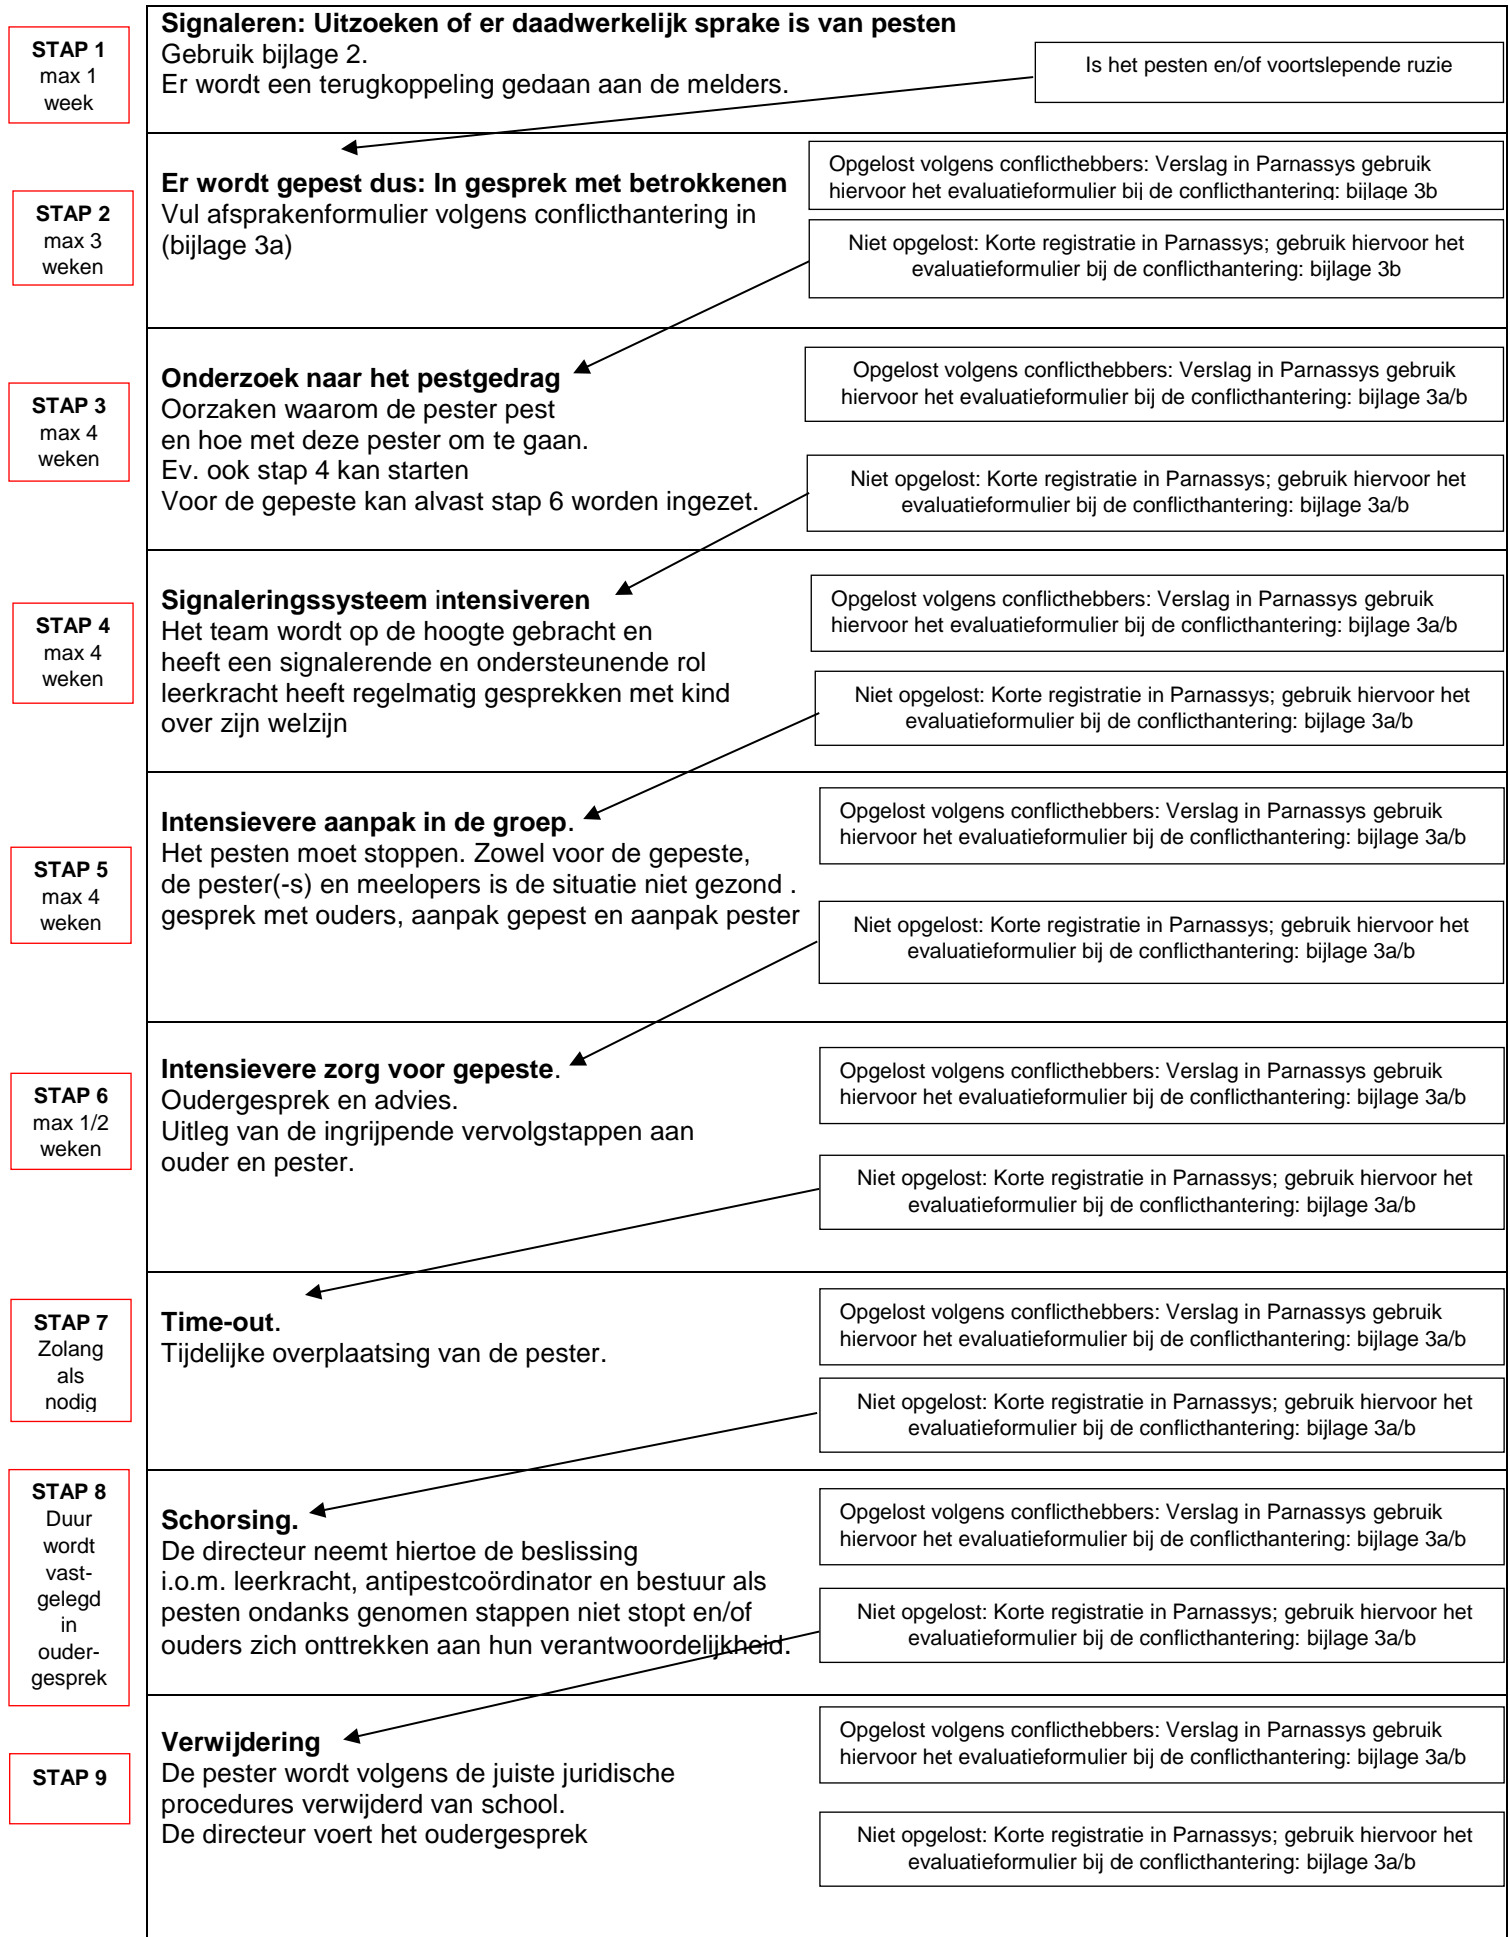 STAP 1
max 1
week
Signaleren: Uitzoeken of er daadwerkelijk sprake is van pesten
Gebruik bijlage 2.
Er wordt een terugkoppeling gedaan aan de melders.
Is het pesten en/of voortslepende ruzie
STAP 2
max 3
weken
Er wordt gepest dus: In gesprek met betrokkenen
Vul afsprakenformulier volgens conflicthantering in
(bijlage 3a)
Opgelost volgens conflicthebbers: Verslag in Parnassys gebruik
hiervoor het evaluatieformulier bij de conflicthantering: bijlage 3b
Niet opgelost: Korte registratie in Parnassys; gebruik hiervoor het
evaluatieformulier bij de conflicthantering: bijlage 3b
STAP 3
max 4
weken
Onderzoek naar het pestgedrag
Oorzaken waarom de pester pest
en hoe met deze pester om te gaan.
Ev. ook stap 4 kan starten
Voor de gepeste kan alvast stap 6 worden ingezet.
Opgelost volgens conflicthebbers: Verslag in Parnassys gebruik
hiervoor het evaluatieformulier bij de conflicthantering: bijlage 3a/b
Niet opgelost: Korte registratie in Parnassys; gebruik hiervoor het
evaluatieformulier bij de conflicthantering: bijlage 3a/b
STAP 4
max 4
weken
Signaleringssysteem intensiveren
Het team wordt op de hoogte gebracht en
heeft een signalerende en ondersteunende rol
leerkracht heeft regelmatig gesprekken met kind
over zijn welzijn
Opgelost volgens conflicthebbers: Verslag in Parnassys gebruik
hiervoor het evaluatieformulier bij de conflicthantering: bijlage 3a/b
Niet opgelost: Korte registratie in Parnassys; gebruik hiervoor het
evaluatieformulier bij de conflicthantering: bijlage 3a/b
STAP 5
max 4
weken
Intensievere aanpak in de groep.
Het pesten moet stoppen. Zowel voor de gepeste,
de pester(-s) en meelopers is de situatie niet gezond .
gesprek met ouders, aanpak gepest en aanpak pester
Opgelost volgens conflicthebbers: Verslag in Parnassys gebruik
hiervoor het evaluatieformulier bij de conflicthantering: bijlage 3a/b
Niet opgelost: Korte registratie in Parnassys; gebruik hiervoor het
evaluatieformulier bij de conflicthantering: bijlage 3a/b
STAP 6
max 1/2
weken
Intensievere zorg voor gepeste.
Oudergesprek en advies.
Uitleg van de ingrijpende vervolgstappen aan
ouder en pester.
Opgelost volgens conflicthebbers: Verslag in Parnassys gebruik
hiervoor het evaluatieformulier bij de conflicthantering: bijlage 3a/b
Niet opgelost: Korte registratie in Parnassys; gebruik hiervoor het
evaluatieformulier bij de conflicthantering: bijlage 3a/b
STAP 7
Zolang
als
nodig
Time-out.
Tijdelijke overplaatsing van de pester.
Opgelost volgens conflicthebbers: Verslag in Parnassys gebruik
hiervoor het evaluatieformulier bij de conflicthantering: bijlage 3a/b
Niet opgelost: Korte registratie in Parnassys; gebruik hiervoor het
evaluatieformulier bij de conflicthantering: bijlage 3a/b
STAP 8
Duur
wordt
vast-
gelegd
in
ouder-
gesprek
Schorsing.
De directeur neemt hiertoe de beslissing
i.o.m. leerkracht, antipestcoördinator en bestuur als
pesten ondanks genomen stappen niet stopt en/of
ouders zich onttrekken aan hun verantwoordelijkheid.
Opgelost volgens conflicthebbers: Verslag in Parnassys gebruik
hiervoor het evaluatieformulier bij de conflicthantering: bijlage 3a/b
Niet opgelost: Korte registratie in Parnassys; gebruik hiervoor het
evaluatieformulier bij de conflicthantering: bijlage 3a/b
STAP 9
Verwijdering
De pester wordt volgens de juiste juridische
procedures verwijderd van school.
De directeur voert het oudergesprek
Opgelost volgens conflicthebbers: Verslag in Parnassys gebruik
hiervoor het evaluatieformulier bij de conflicthantering: bijlage 3a/b
Niet opgelost: Korte registratie in Parnassys; gebruik hiervoor het
evaluatieformulier bij de conflicthantering: bijlage 3a/b